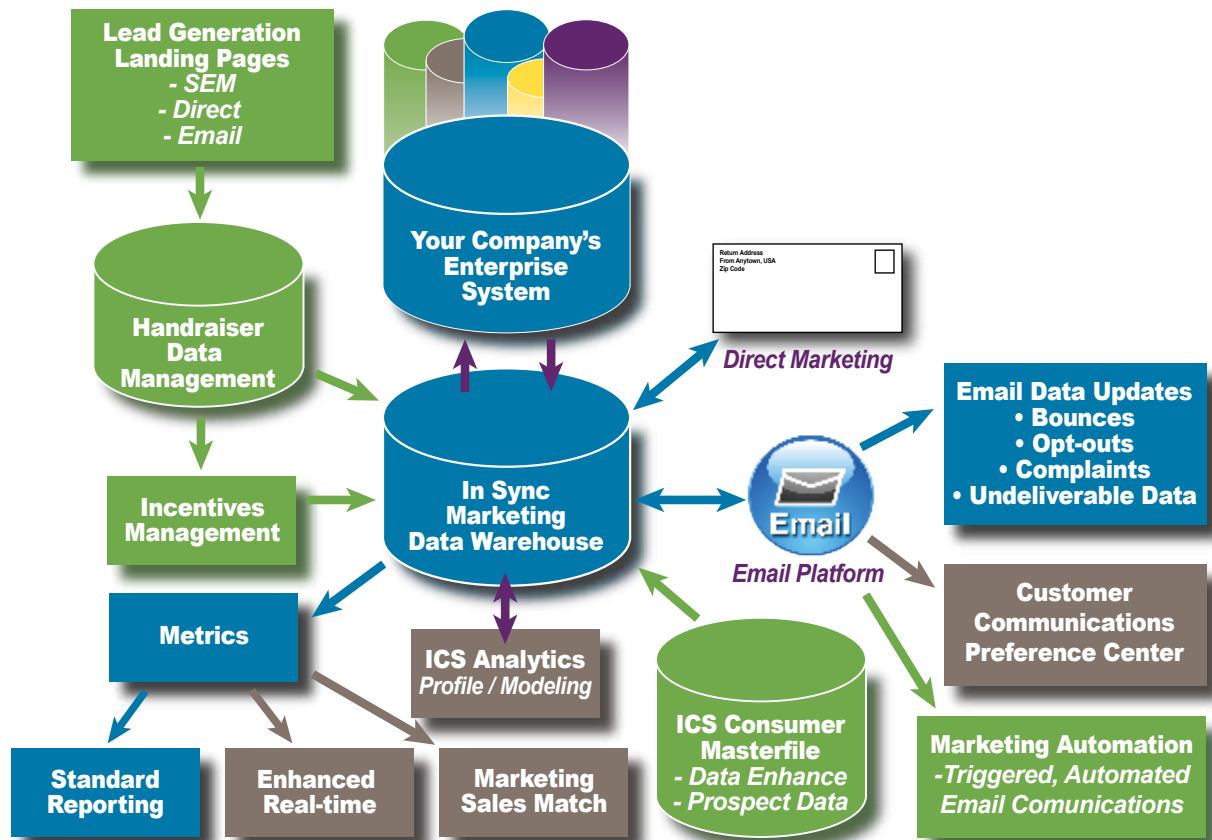 Lead Generation
Landing Pages
- SEM
- Direct
- Email
Your Company's
Enterprise
System
Return Address
From Anytown, USA
Zip Code
Direct Marketing
Handraiser
Data
Management
Incentives
Management
In Sync
Marketing
Data Warehouse
Email
Email Platform
Email Data Updates
• Bounces
• Opt-outs
• Complaints
• Undeliverable Data
Customer
Communications
Preference Center
Marketing Automation
-Triggered, Automated
Email Comunications
Metrics
ICS Analytics
Profile / Modeling
ICS Consumer
Masterfile
- Data Enhance
- Prospect Data
Standard
Reporting
Enhanced
Real-time
Marketing
Sales Match